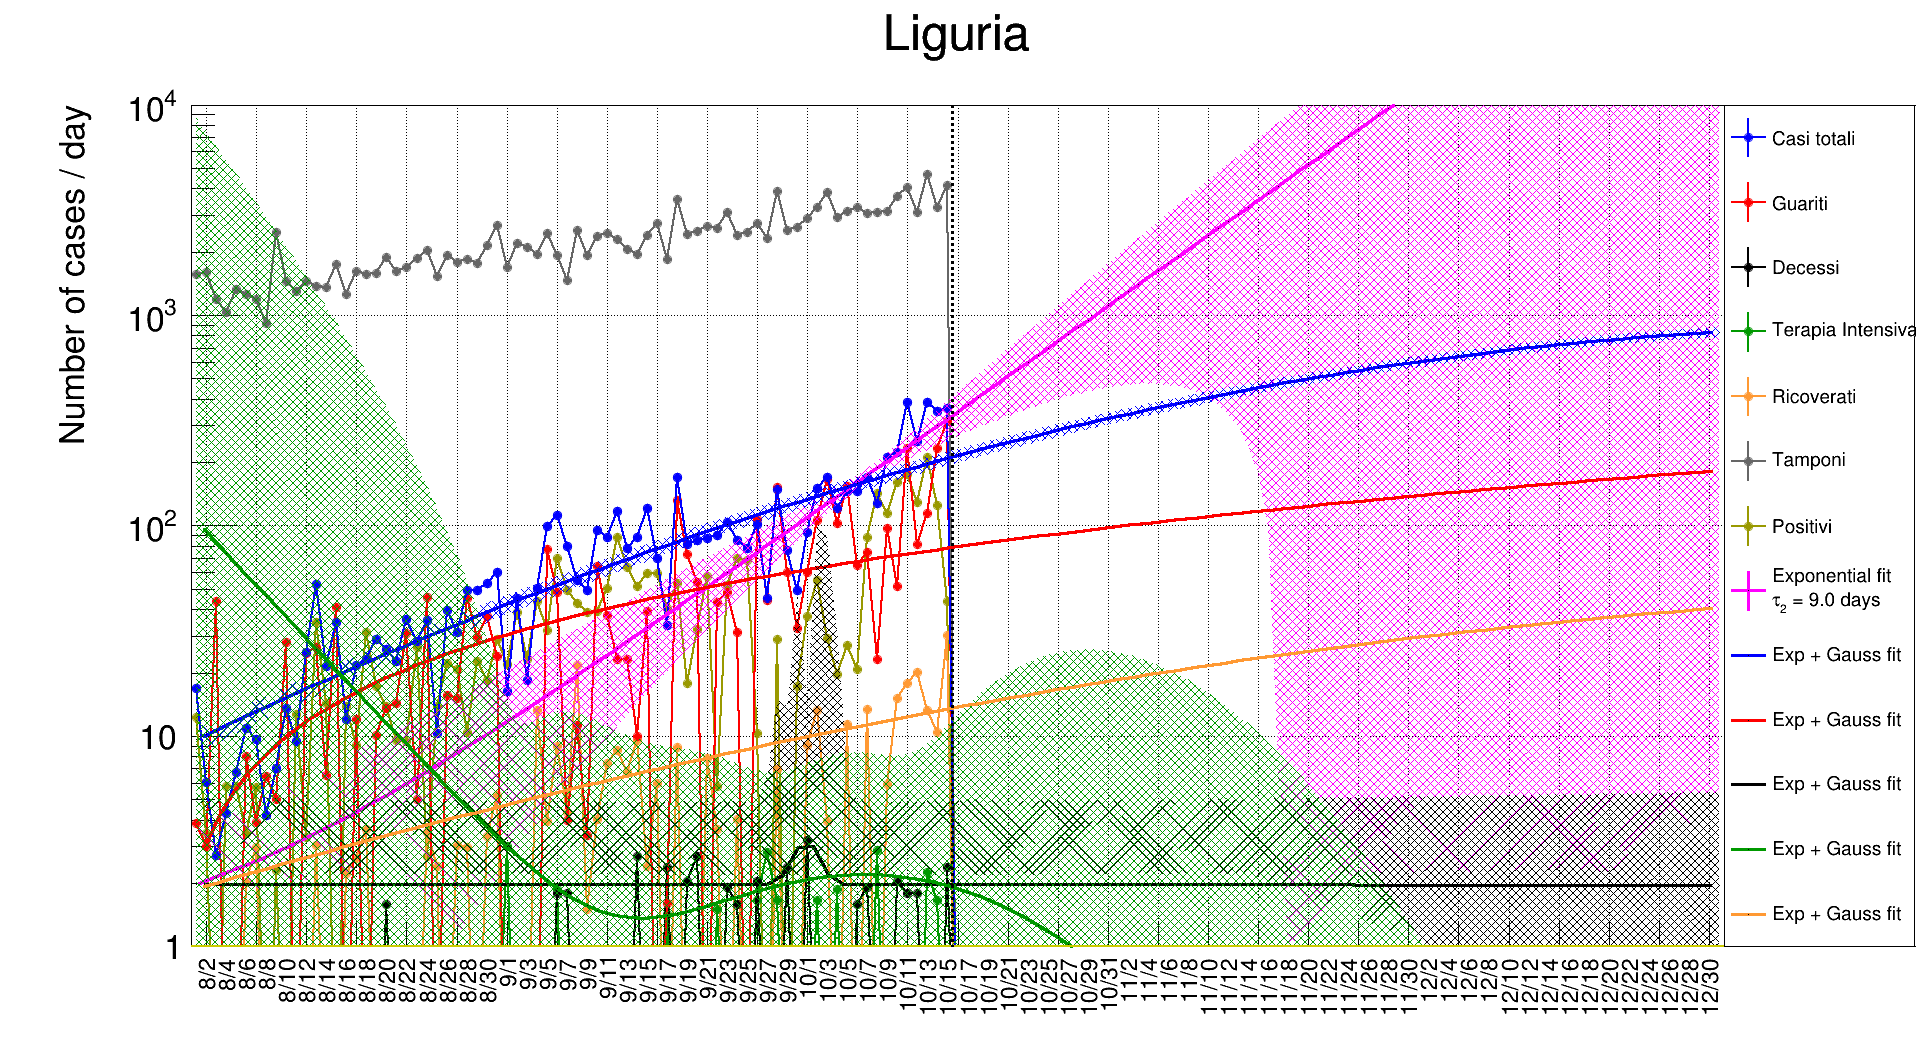 Liguria
Number of cases / day
10^4
10^3
10^2
10
1
8/2 8/4 8/6 8/8 8/10 8/12 8/14 8/16 8/18 8/20 8/22 8/24 8/26 8/28 8/30 9/1 9/3 9/5 9/7 9/9 9/11 9/13 9/15 9/17 9/19 9/21 9/23 9/25 9/27 9/29 10/1 10/3 10/5 10/7 10/9 10/11 10/13 10/15 10/17 10/19 10/21 10/23 10/25 10/27 10/29 10/31 11/2 11/4 11/6 11/8 11/10 11/12 11/14 11/16 11/18 11/20 11/22 11/24 11/26 11/28 11/30 12/2 12/4 12/6 12/8 12/10 12/12 12/14 12/16 12/18 12/20 12/22 12/24 12/26 12/28 12/30
Casi totali
Guariti
Decessi
Terapia Intensiva
Ricoverati
Tamponi
Positivi
Exponential fit
τ2 = 9.0 days
Exp + Gauss fit
Exp + Gauss fit
Exp + Gauss fit
Exp + Gauss fit
Exp + Gauss fit